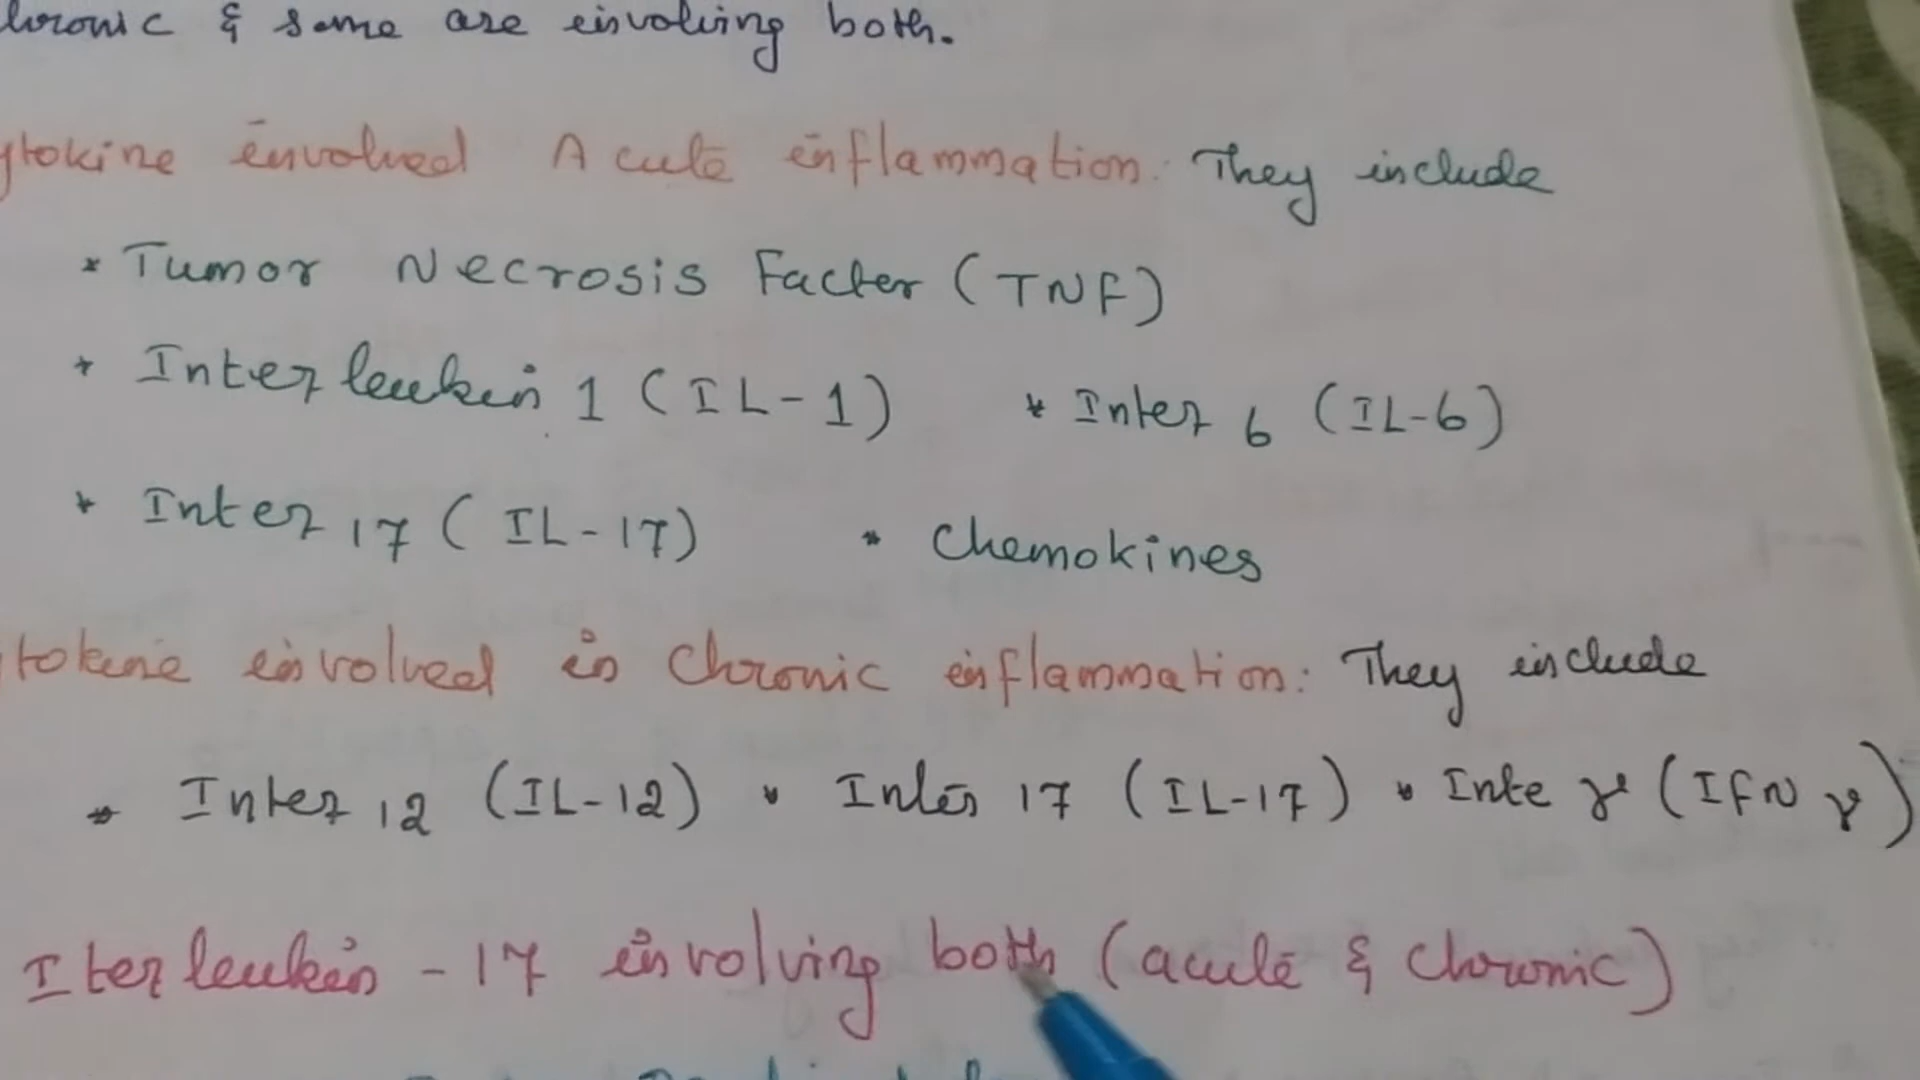 hronic & some are involving both.
ytokine involved Acute inflammation. They include
* Tumor Necrosis Factor (TNF)
* Interleukin 1 (IL-1) * Inter 6 (IL-6)
* Inter 17 (IL-17) * Chemokines
tokine involved in Chronic inflammation: They include
* Inter 12 (IL-12) * Inter 17 (IL-17) * Inte γ (IFN γ)
Iterleukin - 17 involving both (acute & chronic)